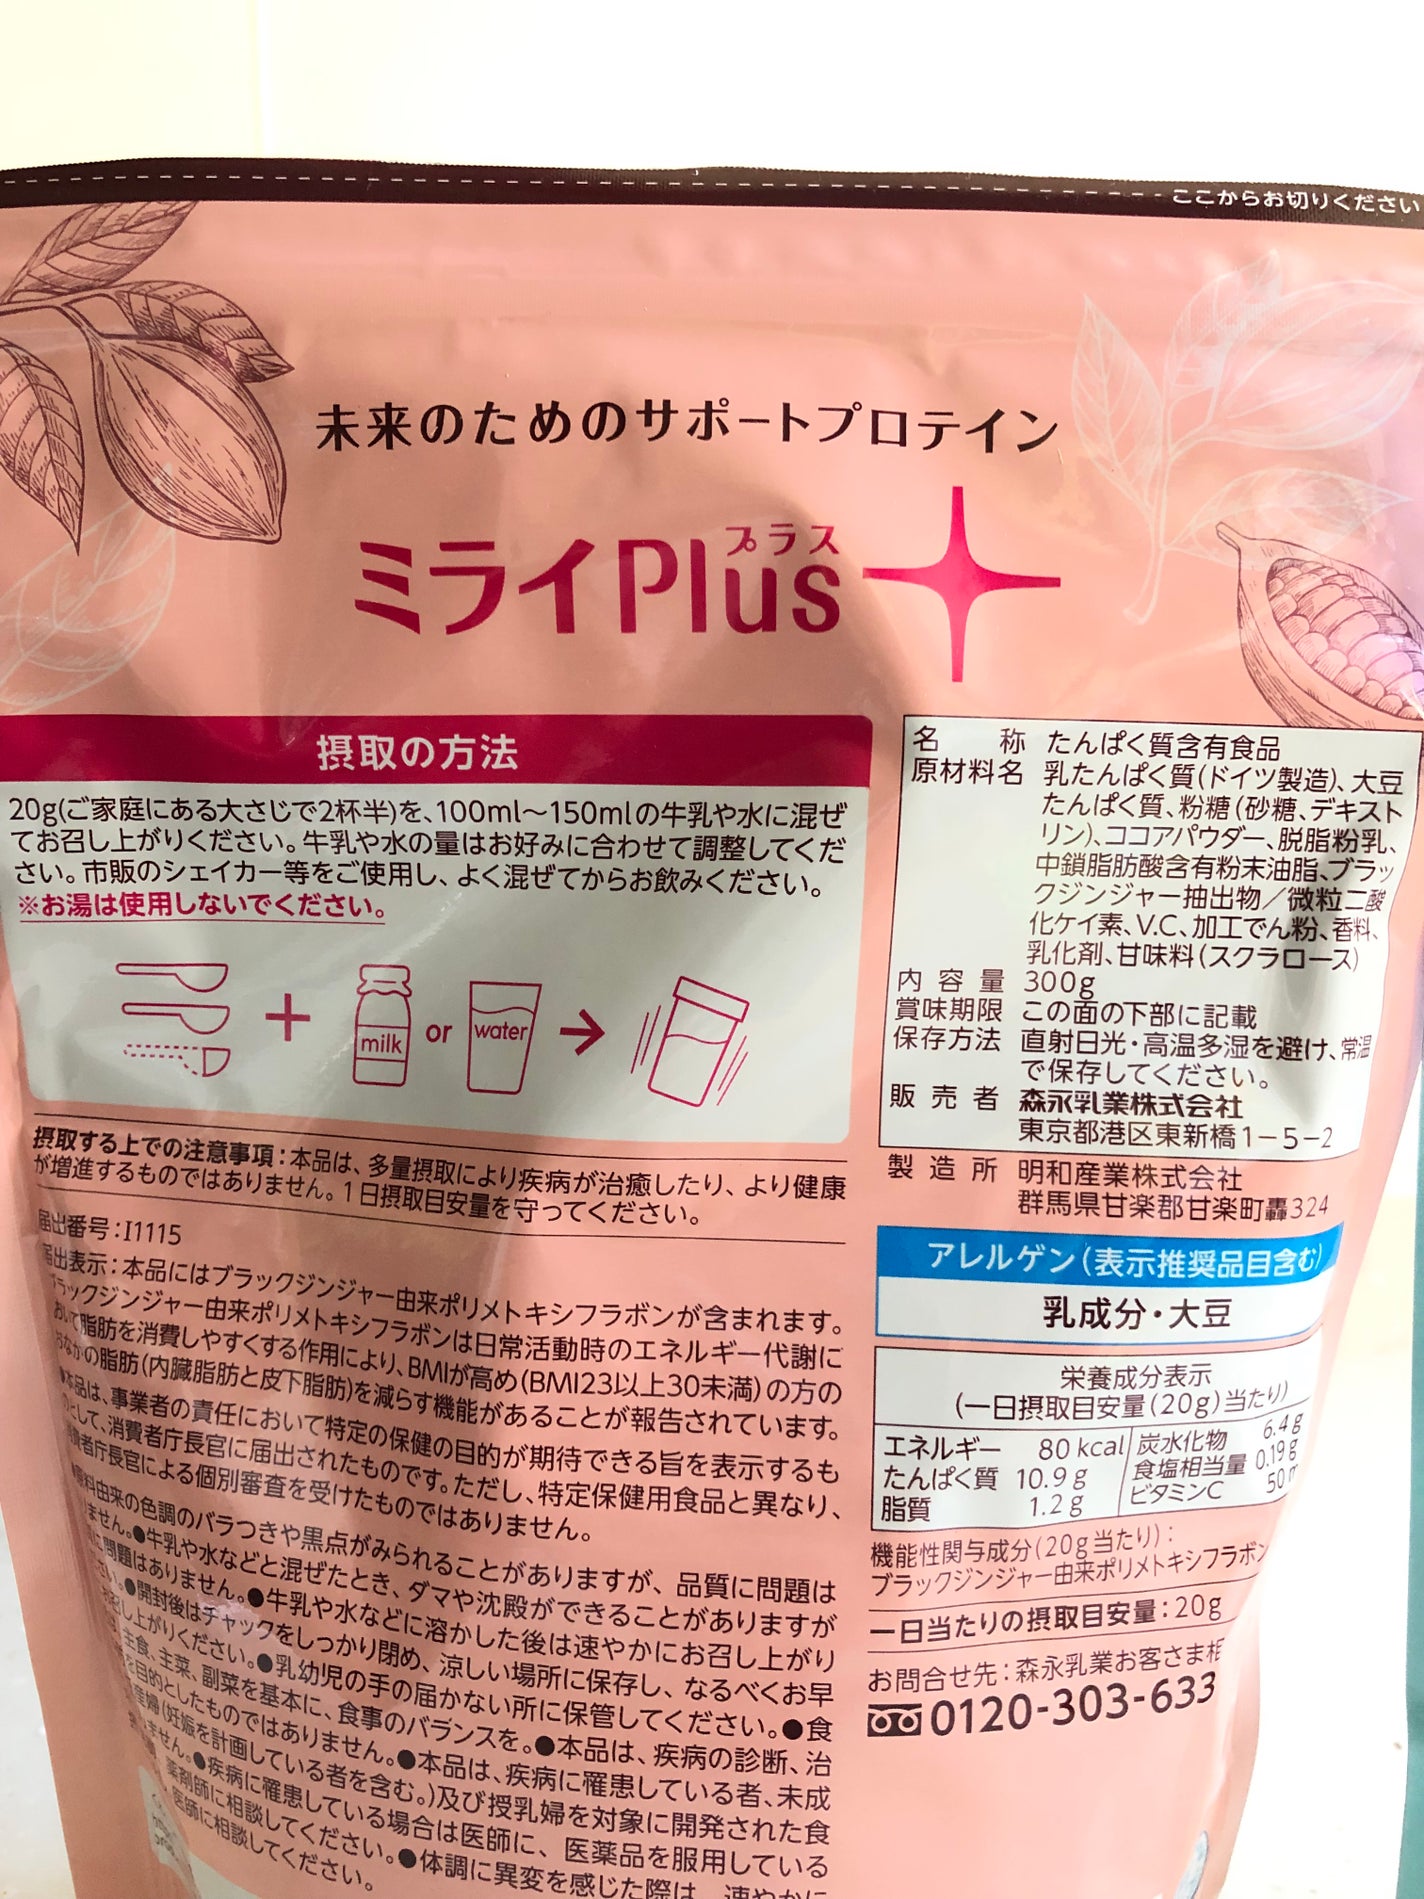 ここからお切りください
未来のためのサポートプロテイン
プラス
ミライPlus
摂取の方法
20g(ご家庭にある大さじで2杯半)を、100ml〜150mlの牛乳や水に混ぜ
てお召し上がりください。牛乳や水の量はお好みに合わせて調整してくだ
さい。市販のシェイカー等をご使用し、よく混ぜてからお飲みください。
※お湯は使用しないでください。
milk
or
water
摂取する上での注意事項：本品は、多量摂取により疾病が治癒したり、より健康
が増進するものではありません。1日摂取目安量を守ってください。
届出番号：I1115
届出表示：本品にはブラックジンジャー由来ポリメトキシフラボンが含まれます。
ブラックジンジャー由来ポリメトキシフラボンは日常活動時のエネルギー代謝に
おいて脂肪を消費しやすくする作用により、BMIが高め(BMI23以上30未満)の方の
おなかの脂肪(内臓脂肪と皮下脂肪)を減らす機能があることが報告されています。
●本品は、事業者の責任において特定の保健の目的が期待できる旨を表示するも
のとして、消費者庁長官に届出されたものです。ただし、特定保健用食品と異なり、
消費者庁長官による個別審査を受けたものではありません。
原料由来の色調のバラつきや黒点がみられることがありますが、品質に問題は
ません。●牛乳や水などと混ぜたとき、ダマや沈殿ができることがありますが
問題はありません。●牛乳や水などに溶かした後は速やかにお召し上がり
い。●開封後はチャックをしっかり閉め、涼しい場所に保存し、なるべくお早
召し上がりください。●乳幼児の手の届かない所に保管してください。●食
主食、主菜、副菜を基本に、食事のバランスを。●本品は、疾病の診断、治
を目的としたものではありません。●本品は、疾病に罹患している者、未成
産婦(妊娠を計画している者を含む。)及び授乳婦を対象に開発された食
ません。●疾病に罹患している場合は医師に、医薬品を服用している
薬剤師に相談してください。●体調に異変を感じた際は、速やかに
医師に相談してください。
名称 たんぱく質含有食品
原材料名 乳たんぱく質(ドイツ製造)、大豆
たんぱく質、粉糖(砂糖、デキスト
リン)、ココアパウダー、脱脂粉乳、
中鎖脂肪酸含有粉末油脂、ブラッ
クジンジャー抽出物／微粒二酸
化ケイ素、V.C、加工でん粉、香料、
乳化剤、甘味料(スクラロース)
内容量 300g
賞味期限 この面の下部に記載
保存方法 直射日光・高温多湿を避け、常温
で保存してください。
販売者 森永乳業株式会社
東京都港区東新橋1－5－2
製造所 明和産業株式会社
群馬県甘楽郡甘楽町轟324
アレルゲン(表示推奨品目含む)
乳成分・大豆
栄養成分表示
(一日摂取目安量(20g)当たり)
エネルギー 80kcal 炭水化物 6.4g
たんぱく質 10.9g 食塩相当量 0.19g
脂質 1.2g ビタミンC 50m
機能性関与成分(20g当たり)：
ブラックジンジャー由来ポリメトキシフラボン
一日当たりの摂取目安量：20g
お問合せ先：森永乳業お客さま相
0120-303-633